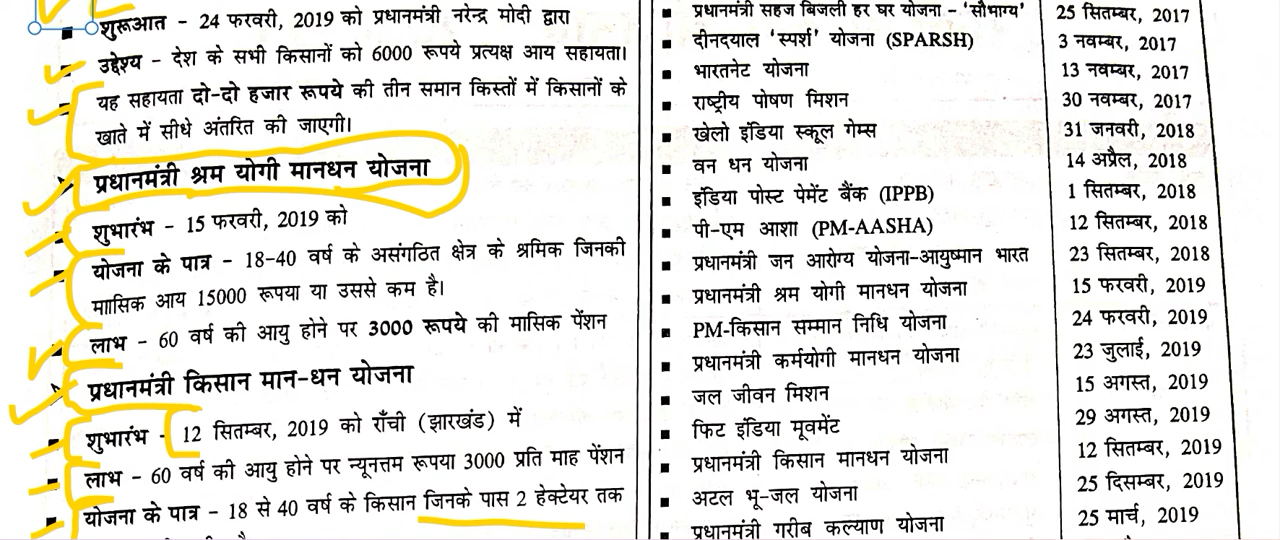 शुरूआत - 24 फरवरी, 2019 को प्रधानमंत्री नरेन्द्र मोदी द्वारा
उद्देश्य - देश के सभी किसानों को 6000 रूपये प्रत्यक्ष आय सहायता।
यह सहायता दो-दो हजार रूपये की तीन समान किस्तों में किसानों के
खाते में सीधे अंतरित की जाएगी।
प्रधानमंत्री श्रम योगी मानधन योजना
शुभारंभ - 15 फरवरी, 2019 को
योजना के पात्र - 18-40 वर्ष के असंगठित क्षेत्र के श्रमिक जिनकी
माासिक आय 15000 रूपया या उससे कम है।
लाभ - 60 वर्ष की आयु होने पर 3000 रूपये की मासिक पेंशन
प्रधानमंत्री किसान मान-धन योजना
शुभारंभ - 12 सितम्बर, 2019 को राँची (झारखंड) में
लाभ - 60 वर्ष की आयु होने पर न्यूनत्तम रूपया 3000 प्रति माह पेंशन
योजना के पात्र - 18 से 40 वर्ष के किसान जिनके पास 2 हेक्टेयर तक
प्रधानमंत्री सहज बिजली हर घर योजना - 'सौभाग्य' 25 सितम्बर, 2017
दीनदयाल 'स्पर्श' योजना (SPARSH) 3 नवम्बर, 2017
भारतनेट योजना 13 नवम्बर, 2017
राष्ट्रीय पोषण मिशन 30 नवम्बर, 2017
खेलो इंडिया स्कूल गेम्स 31 जनवरी, 2018
वन धन योजना 14 अप्रैल, 2018
इंडिया पोस्ट पेमेंट बैंक (IPPB) 1 सितम्बर, 2018
पी-एम आशा (PM-AASHA) 12 सितम्बर, 2018
प्रधानमंत्री जन आरोग्य योजना-आयुष्मान भारत 23 सितम्बर, 2018
प्रधानमंत्री श्रम योगी मानधन योजना 15 फरवरी, 2019
PM-किसान सम्मान निधि योजना 24 फरवरी, 2019
प्रधानमंत्री कर्मयोगी मानधन योजना 23 जुलाई, 2019
जल जीवन मिशन 15 अगस्त, 2019
फिट इंडिया मूवमेंट 29 अगस्त, 2019
प्रधानमंत्री किसान मानधन योजना 12 सितम्बर, 2019
अटल भू-जल योजना 25 दिसम्बर, 2019
प्रधानमंत्री गरीब कल्याण योजना 25 मार्च, 2019